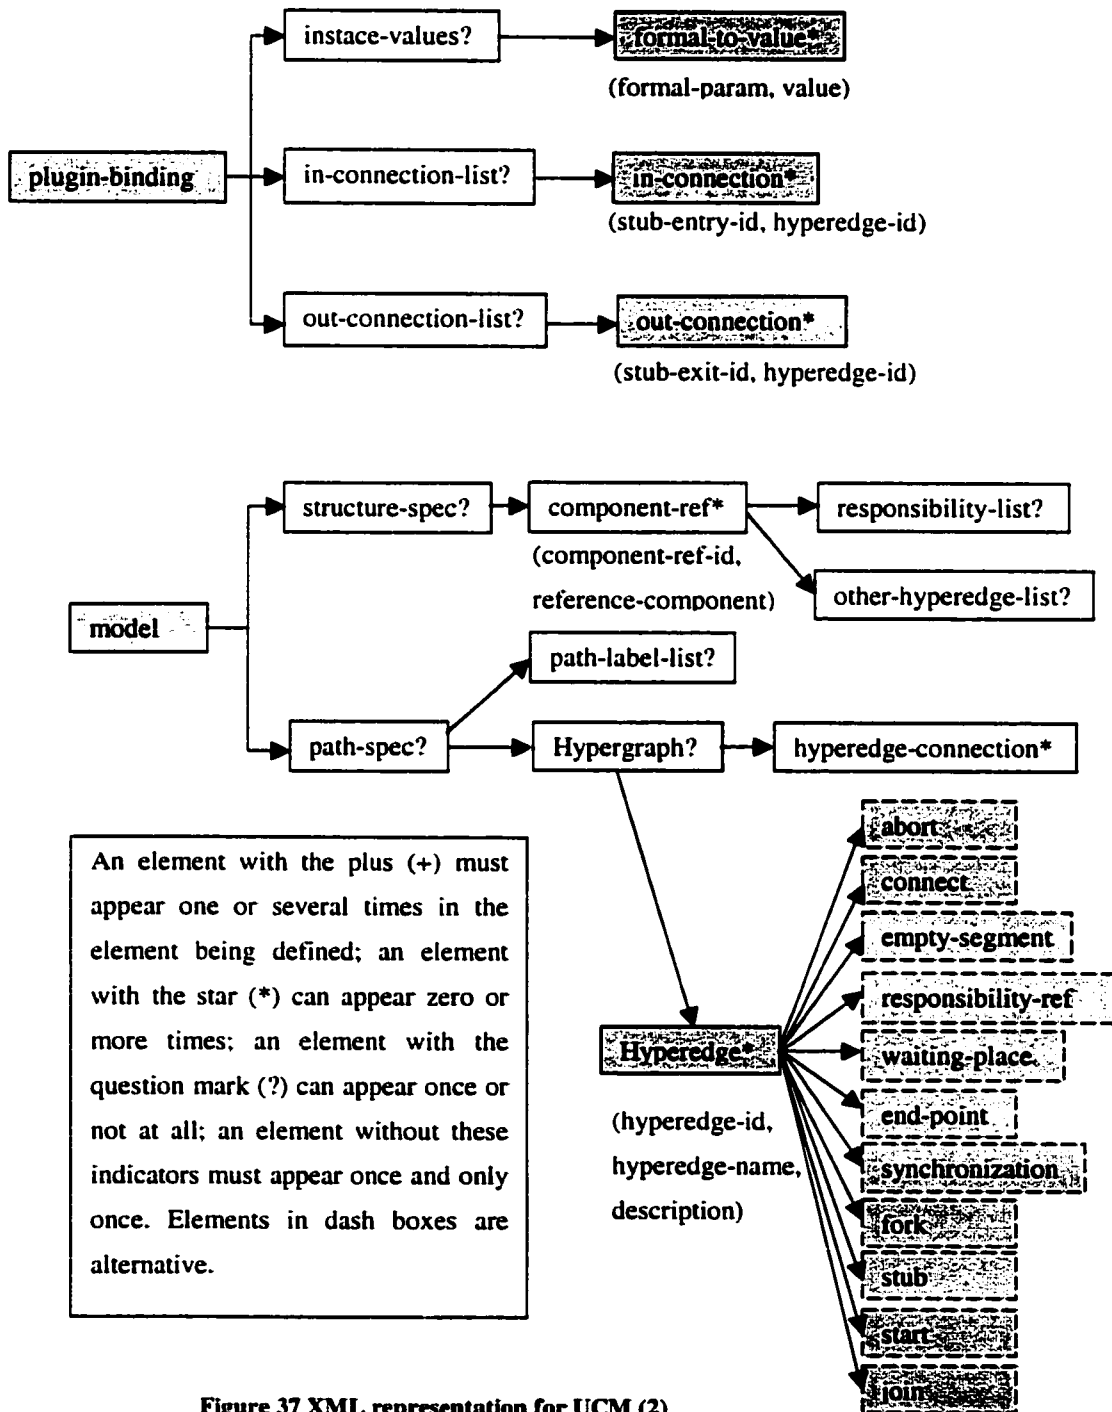 instace-values?
formal-to-value*
(formal-param, value)
plugin-binding
in-connection-list?
in-connection*
(stub-entry-id, hyperedge-id)
out-connection-list?
out-connection*
(stub-exit-id, hyperedge-id)
structure-spec?
component-ref*
responsibility-list?
(component-ref-id,
reference-component)
other-hyperedge-list?
model
path-label-list?
path-spec?
Hypergraph?
hyperedge-connection*
An element with the plus (+) must
appear one or several times in the
element being defined; an element
with the star (*) can appear zero or
more times; an element with the
question mark (?) can appear once or
not at all; an element without these
indicators must appear once and only
once. Elements in dash boxes are
alternative.
Hyperedge*
(hyperedge-id,
hyperedge-name,
description)
abort
connect
empty-segment
responsibility-ref
waiting-place
end-point
synchronization
fork
stub
start
join
Figure 37 XML representation for UCM (2)